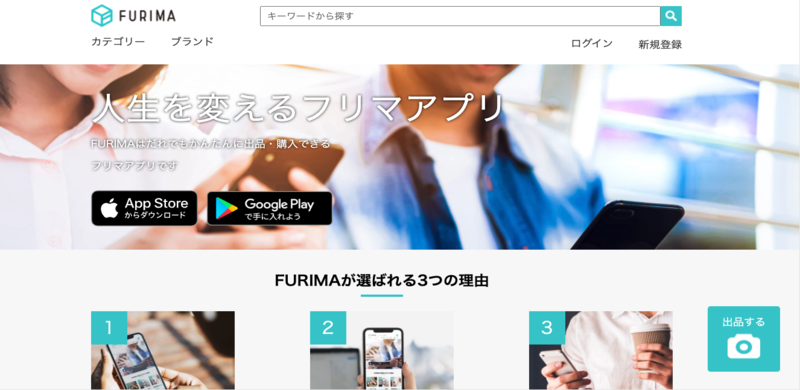 FURIMA
キーワードから探す
カテゴリー ブランド
ログイン 新規登録
人生を変えるフリマアプリ
FURIMAはだれでもかんたんに出品・購入できる
フリマアプリです
App Store
からダウンロード
Google Play
で手に入れよう
FURIMAが選ばれる3つの理由
1
2
3
出品する